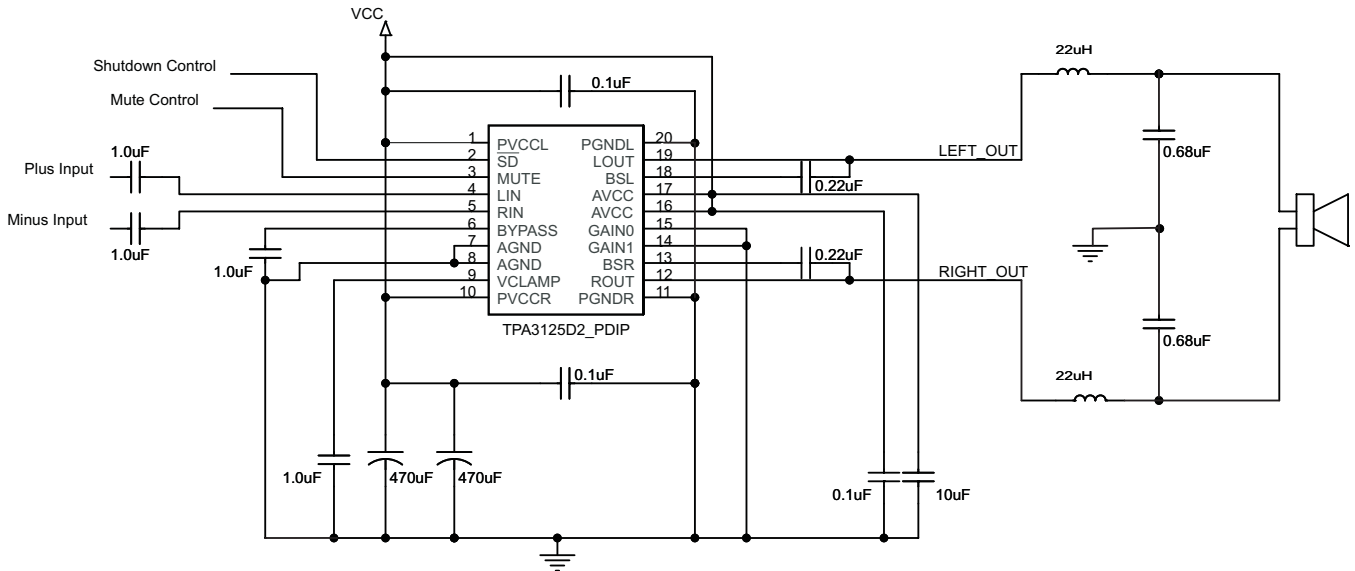 VCC
22uH
Shutdown Control
0.1uF
Mute Control
1.0uF
Plus Input
Minus Input
1.0uF
1.0uF
1 PVCCL PGNDL 20
2 SD LOUT 19
3 MUTE BSL 18
4 LIN AVCC 17
5 RIN AVCC 16
6 BYPASS GAIN0 15
7 AGND GAIN1 14
8 AGND BSR 13
9 VCLAMP ROUT 12
10 PVCCR PGNDR 11
TPA3125D2_PDIP
LEFT_OUT
0.22uF
0.22uF
RIGHT_OUT
0.68uF
0.68uF
22uH
0.1uF
1.0uF
470uF
470uF
0.1uF
10uF